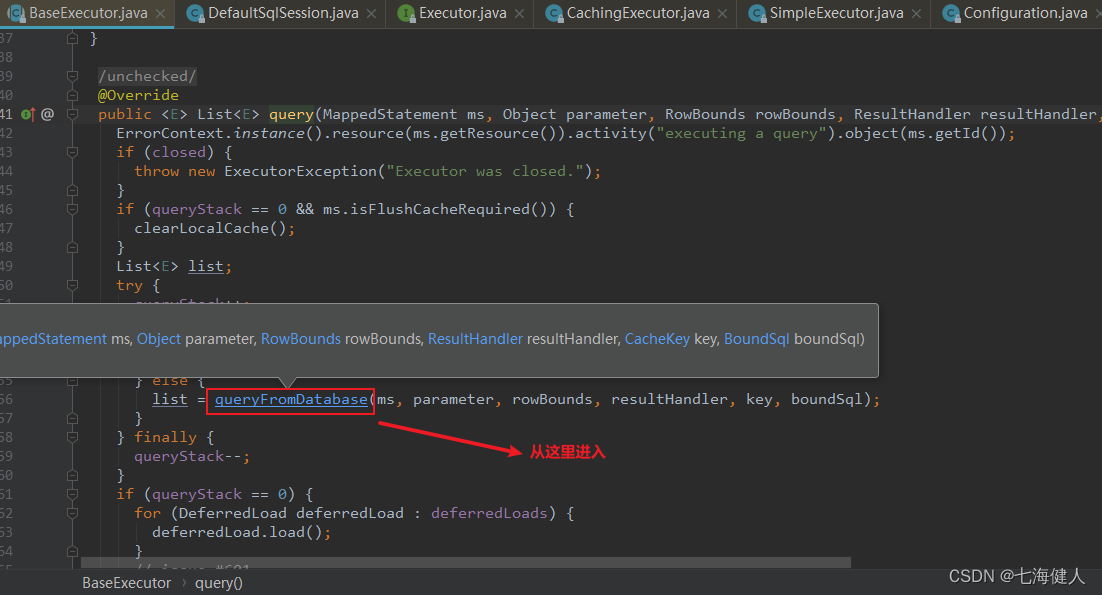 BaseExecutor.java DefaultSqlSession.java Executor.java CachingExecutor.java SimpleExecutor.java Configuration.java
37 }
38
39 /unchecked/
40 @Override
41 @ public <E> List<E> query(MappedStatement ms, Object parameter, RowBounds rowBounds, ResultHandler resultHandler,
42 ErrorContext.instance().resource(ms.getResource()).activity("executing a query").object(ms.getId());
43 if (closed) {
44 throw new ExecutorException("Executor was closed.");
45 }
46 if (queryStack == 0 && ms.isFlushCacheRequired()) {
47 clearLocalCache();
48 }
49 List<E> list;
50 try {
51 queryStack++;
appedStatement ms, Object parameter, RowBounds rowBounds, ResultHandler resultHandler, CacheKey key, BoundSql boundSql)
55 } else {
56 list = queryFromDatabase(ms, parameter, rowBounds, resultHandler, key, boundSql);
57 }
58 } finally {
从这里进入
59 queryStack--;
60 }
61 if (queryStack == 0) {
62 for (DeferredLoad deferredLoad : deferredLoads) {
63 deferredLoad.load();
64 }
65 // issue #601
BaseExecutor › query()
CSDN @七海健人